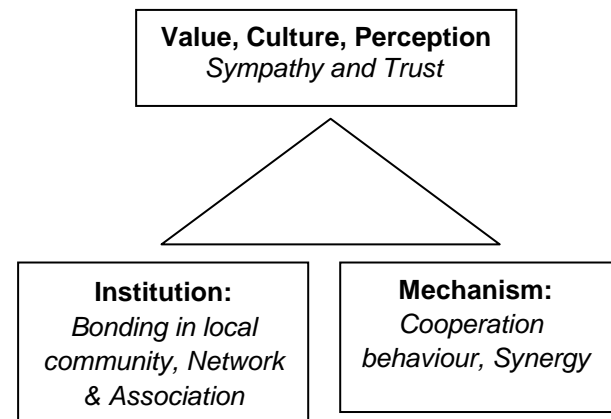 Value, Culture, Perception
Sympathy and Trust
Institution:
Bonding in local
community, Network
& Association
Mechanism:
Cooperation
behaviour, Synergy